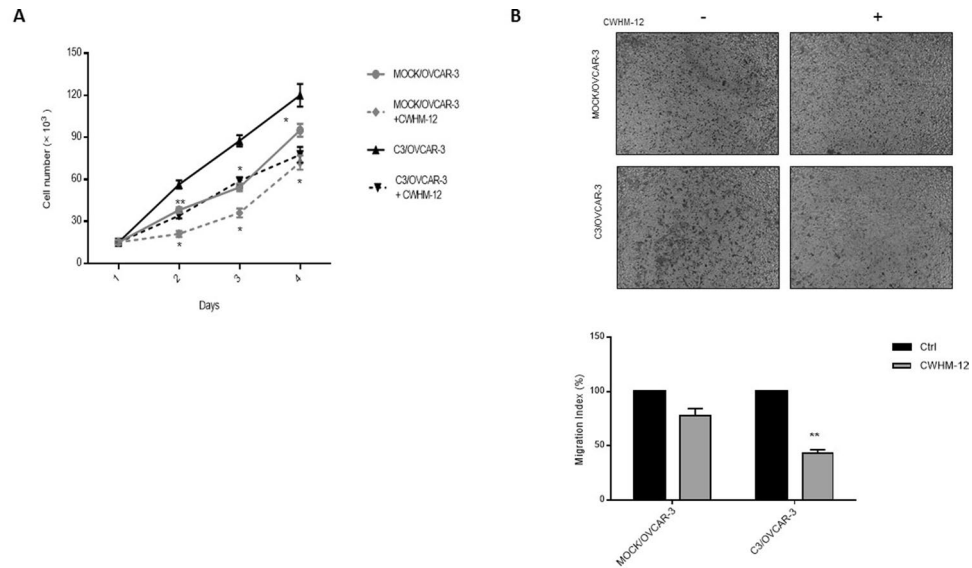 A
150
120
90
60
30
0
Cell number (× 10³)
*
*
**
*
*
*
1
2
3
4
Days
MOCK/OVCAR-3
MOCK/OVCAR-3
+CWHM-12
C3/OVCAR-3
C3/OVCAR-3
+ CWHM-12
B
CWHM-12
-
+
MOCK/OVCAR-3
C3/OVCAR-3
150
100
50
0
Migration Index (%)
**
MOCK/OVCAR-3
C3/OVCAR-3
Ctrl
CWHM-12